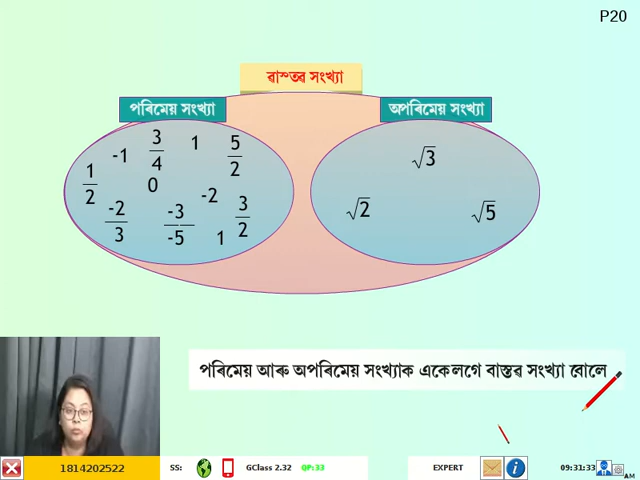 P20
ৱাস্তৱ সংখ্যা
পৰিমেয় সংখ্যা
অপৰিমেয় সংখ্যা
1/2 -1 3/4 1 5/2
0
-2/3 -3/-5 -2 1 3/2
√3
√2 √5
পৰিমেয় আৰু অপৰিমেয় সংখ্যাক একেলগে বাস্তৱ সংখ্যা বোলে
1814202522 SS: GClass 2.32 QP:33 EXPERT 09:31:33 AM